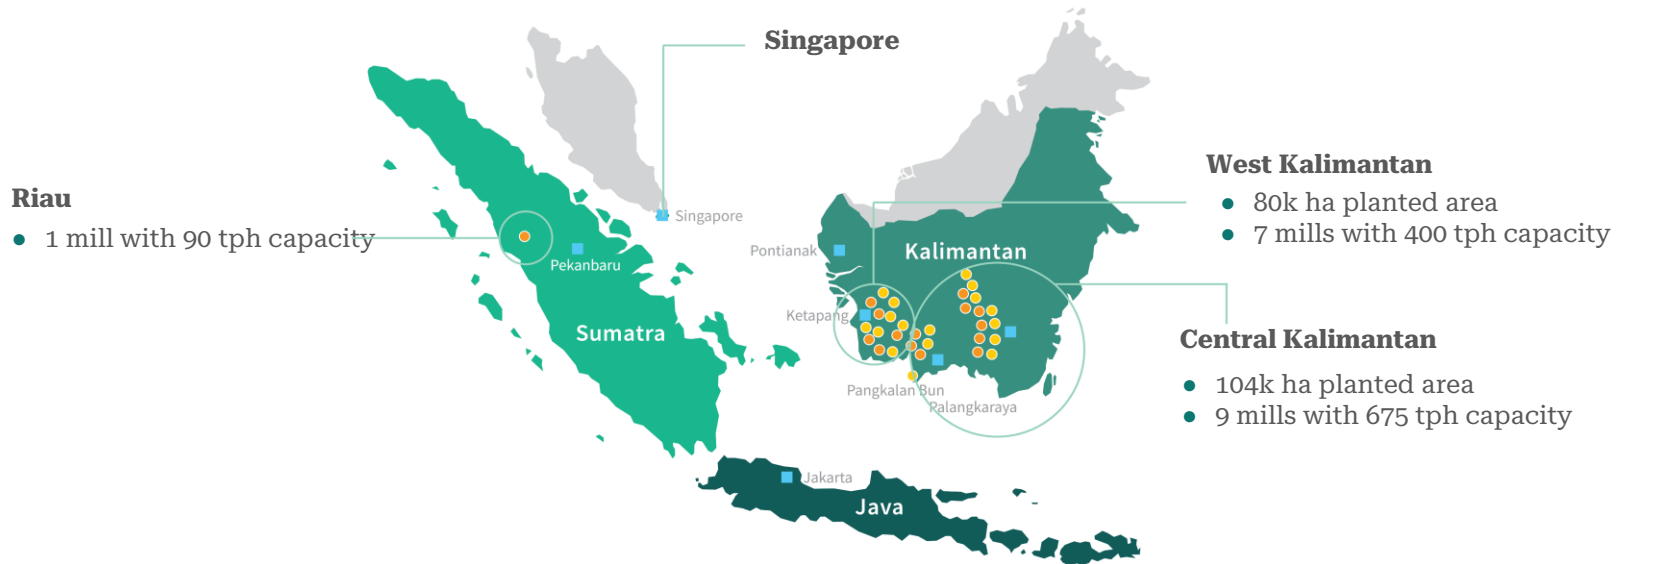 Singapore
West Kalimantan
80k ha planted area
7 mills with 400 tph capacity
Riau
1 mill with 90 tph capacity
Singapore
Pontianak
Kalimantan
Pekanbaru
Ketapang
Sumatra
Central Kalimantan
104k ha planted area
9 mills with 675 tph capacity
Pangkalan Bun
Palangkaraya
Jakarta
Java